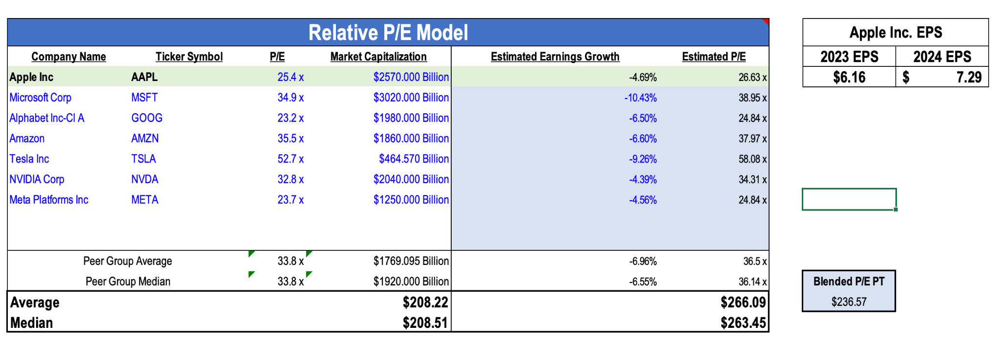 Relative P/E Model
Company Name Ticker Symbol P/E Market Capitalization Estimated Earnings Growth Estimated P/E
Apple Inc AAPL 25.4 x $2570.000 Billion -4.69% 26.63 x
Microsoft Corp MSFT 34.9 x $3020.000 Billion -10.43% 38.95 x
Alphabet Inc-Cl A GOOG 23.2 x $1980.000 Billion -6.50% 24.84 x
Amazon AMZN 35.5 x $1860.000 Billion -6.60% 37.97 x
Tesla Inc TSLA 52.7 x $464.570 Billion -9.26% 58.08 x
NVIDIA Corp NVDA 32.8 x $2040.000 Billion -4.39% 34.31 x
Meta Platforms Inc META 23.7 x $1250.000 Billion -4.56% 24.84 x
Peer Group Average 33.8 x $1769.095 Billion -6.96% 36.5 x
Peer Group Median 33.8 x $1920.000 Billion -6.55% 36.14 x
Average $208.22 $266.09
Median $208.51 $263.45
Apple Inc. EPS
2023 EPS 2024 EPS
$6.16 $ 7.29
Blended P/E PT
$236.57